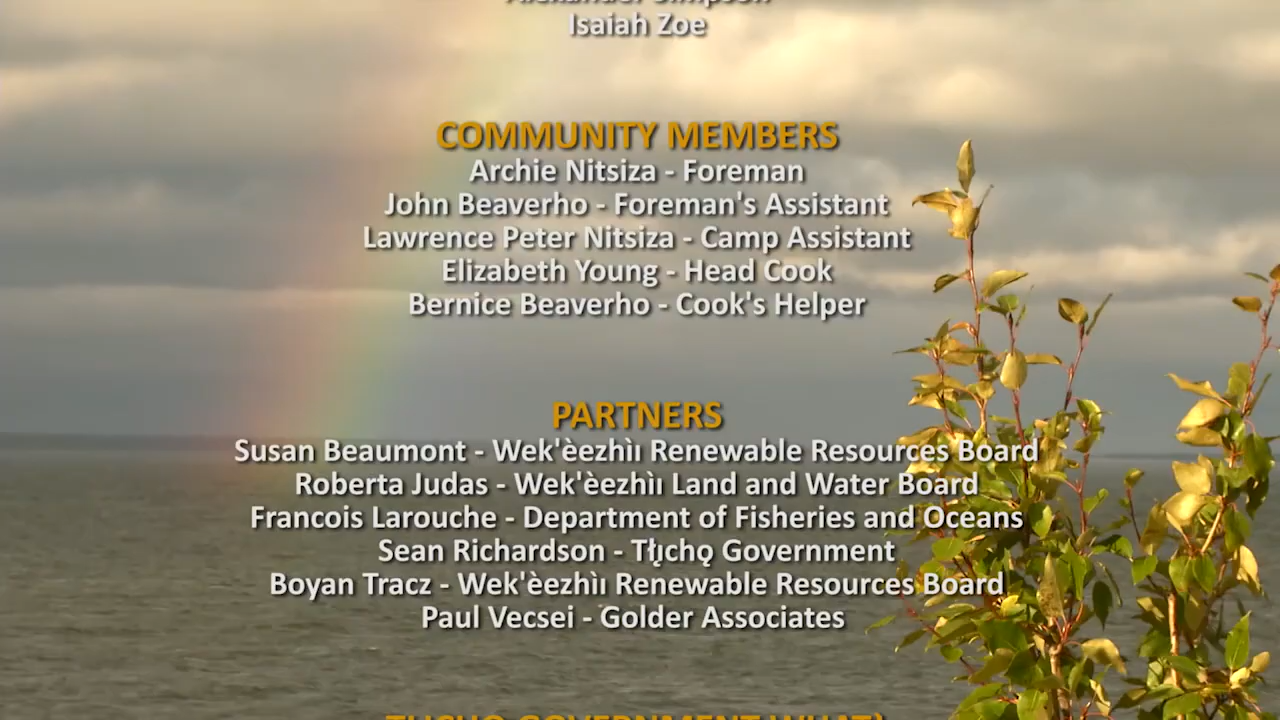 Alexander Simpson
Isaiah Zoe
COMMUNITY MEMBERS
Archie Nitsiza - Foreman
John Beaverho - Foreman's Assistant
Lawrence Peter Nitsiza - Camp Assistant
Elizabeth Young - Head Cook
Bernice Beaverho - Cook's Helper
PARTNERS
Susan Beaumont - Wek'èezhìı Renewable Resources Board
Roberta Judas - Wek'èezhìı Land and Water Board
Francois Larouche - Department of Fisheries and Oceans
Sean Richardson - Tłı̨chǫ Government
Boyan Tracz - Wek'èezhìı Renewable Resources Board
Paul Vecsei - Golder Associates
GOVERNMENT